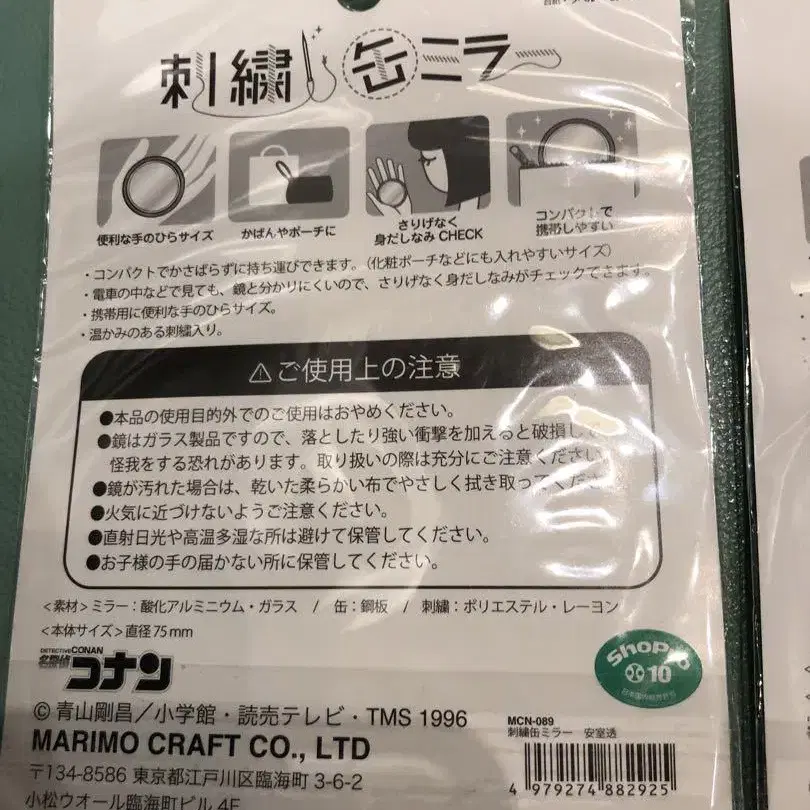 刺繍缶ミラー
便利な手のひらサイズ
かばんやポーチに
さりげなく
身だしなみ CHECK
コンパクトで
携帯しやすい
・コンパクトでかさばらずに持ち運びできます。(化粧ポーチなどにも入れやすいサイズ)
・電車の中などで見ても、鏡と分かりにくいので、さりげなく身だしなみがチェックできます。
・携帯用に便利な手のひらサイズ。
・温かみのある刺繍入り。
⚠ご使用上の注意
●本品の使用目的外でのご使用はおやめください。
●鏡はガラス製品ですので、落としたり強い衝撃を加えると破損して
怪我をする恐れがあります。取り扱いの際は充分にご注意ください
●鏡が汚れた場合は、乾いた柔らかい布でやさしく拭き取ってくださ
●火気に近づけないようご注意ください。
●直射日光や高温多湿な所は避けて保管してください。
●お子様の手の届かない所に保管してください。
<素材>ミラー:酸化アルミニウム・ガラス / 缶:鋼板 / 刺繍:ポリエステル・レーヨン
<本体サイズ>直径75mm
DETECTIVE CONAN
名探偵コナン
ShoPro
10
©青山剛昌/小学館・読売テレビ・TMS 1996
MARIMO CRAFT CO., LTD
〒134-8586 東京都江戸川区臨海町 3-6-2
小松ウオール臨海町ビル 4F
MCN-089
刺繍缶ミラー 安室透
4 979274 882925